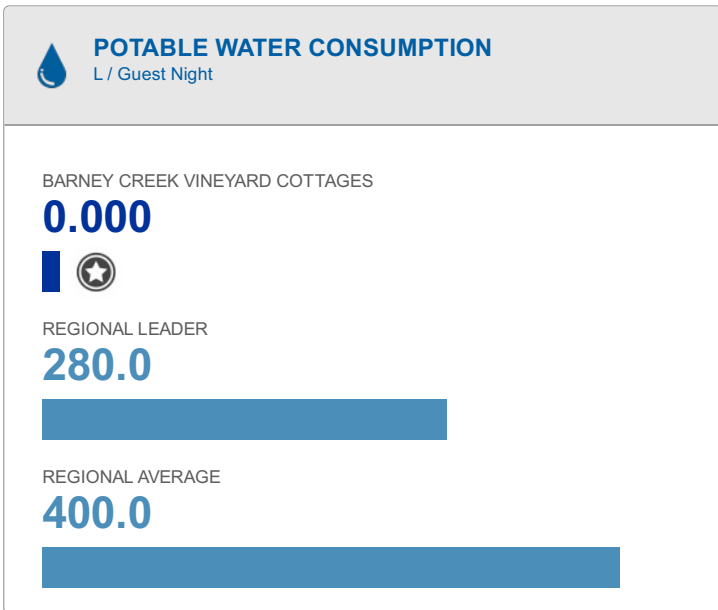 POTABLE WATER CONSUMPTION
L / Guest Night
BARNEY CREEK VINEYARD COTTAGES
0.000
REGIONAL LEADER
280.0
REGIONAL AVERAGE
400.0